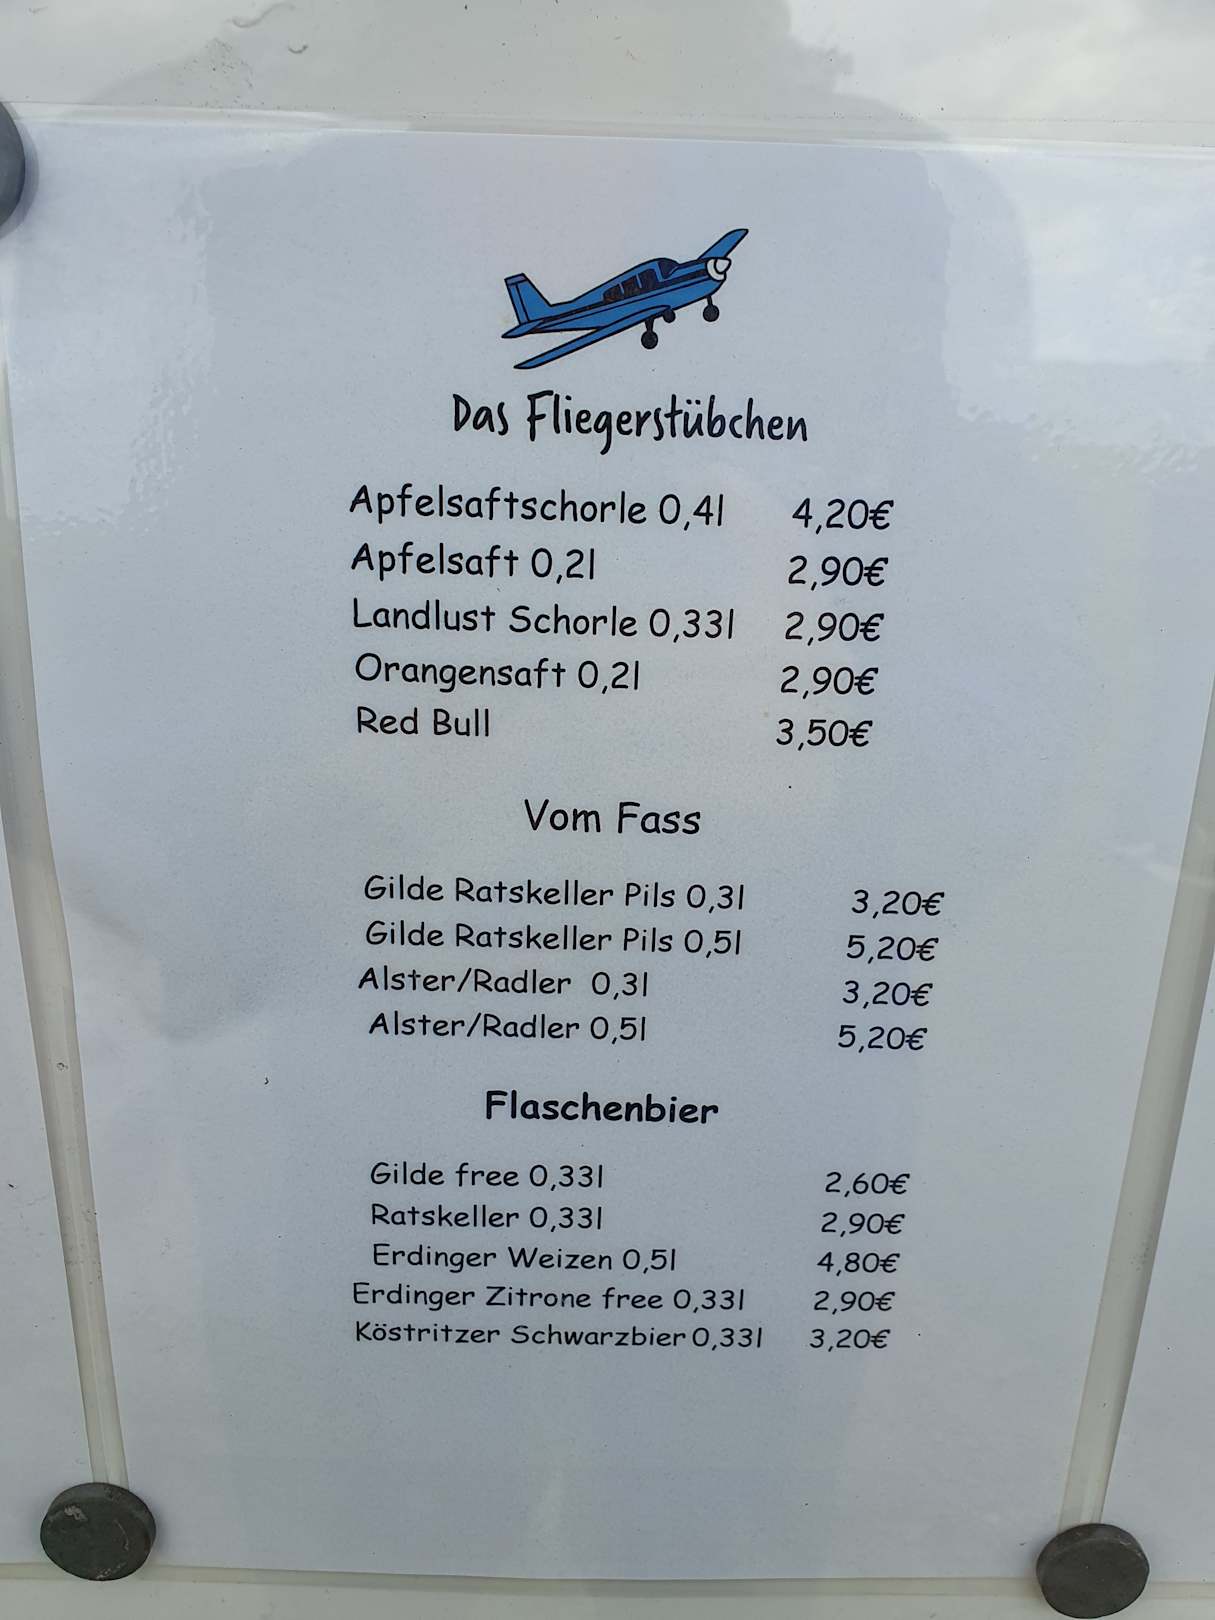 Das Fliegerstübchen
Apfelsaftschorle 0,4l 4,20€
Apfelsaft 0,2l 2,90€
Landlust Schorle 0,33l 2,90€
Orangensaft 0,2l 2,90€
Red Bull 3,50€
Vom Fass
Gilde Ratskeller Pils 0,3l 3,20€
Gilde Ratskeller Pils 0,5l 5,20€
Alster/Radler 0,3l 3,20€
Alster/Radler 0,5l 5,20€
Flaschenbier
Gilde free 0,33l 2,60€
Ratskeller 0,33l 2,90€
Erdinger Weizen 0,5l 4,80€
Erdinger Zitrone free 0,33l 2,90€
Köstritzer Schwarzbier 0,33l 3,20€